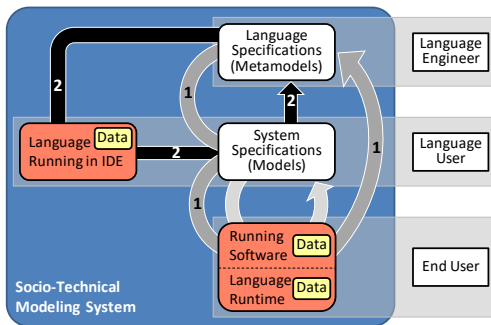 Language
Specifications
(Metamodels)
Language
Engineer
2
1
2
1
Language
Running in IDE
Data
2
System
Specifications
(Models)
Language
User
1
Running
Software
Data
Language
Runtime
Data
End User
Socio-Technical
Modeling System